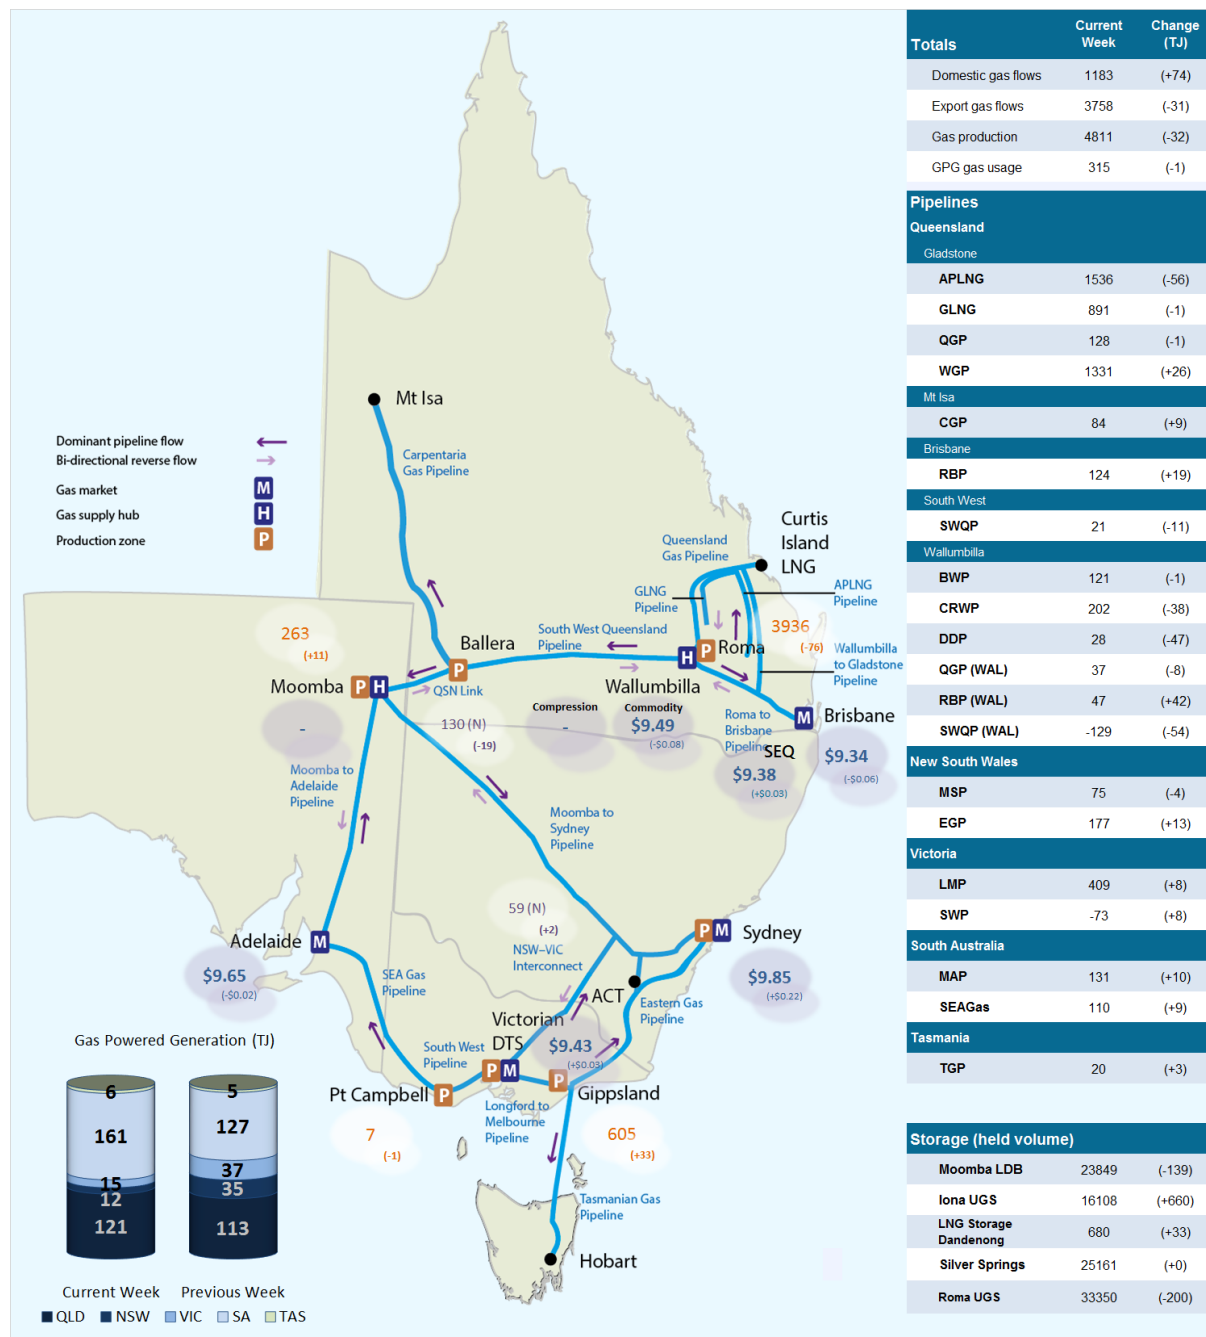 Mt Isa
Dominant pipeline flow
Bi-directional reverse flow
Gas market M
Gas supply hub H
Production zone P
Carpentaria
Gas Pipeline
Curtis
Island
LNG
Queensland
Gas Pipeline
GLNG
Pipeline
APLNG
Pipeline
263
(+11)
Ballera
South West Queensland
Pipeline
3936
(-76)
H P Roma
Wallumbilla
to Gladstone
Pipeline
Moomba P H
P
QSN Link
Wallumbilla
Compression
-
Commodity
$9.49
(-$0.08)
130 (N)
(-19)
-
Roma to
Brisbane
Pipeline
M Brisbane
SEQ
$9.38
(+$0.03)
$9.34
(-$0.06)
Moomba to
Adelaide
Pipeline
Moomba to
Sydney
Pipeline
59 (N)
(+2)
NSW–VIC
Interconnect
Adelaide M
$9.65
(-$0.02)
P M Sydney
$9.85
(+$0.22)
SEA Gas
Pipeline
ACT
Eastern Gas
Pipeline
Victorian
DTS
P M
$9.43
(+$0.03)
South West
Pipeline
Pt Campbell P
P
Gippsland
7
(-1)
Longford to
Melbourne
Pipeline
605
(+33)
Tasmanian Gas
Pipeline
Hobart
Gas Powered Generation (TJ)
6 5
161 127
15 37
12 35
121 113
Current Week Previous Week
QLD NSW VIC SA TAS
Totals Current Week Change (TJ)
Domestic gas flows 1183 (+74)
Export gas flows 3758 (-31)
Gas production 4811 (-32)
GPG gas usage 315 (-1)
Pipelines
Queensland
Gladstone
APLNG 1536 (-56)
GLNG 891 (-1)
QGP 128 (-1)
WGP 1331 (+26)
Mt Isa
CGP 84 (+9)
Brisbane
RBP 124 (+19)
South West
SWQP 21 (-11)
Wallumbilla
BWP 121 (-1)
CRWP 202 (-38)
DDP 28 (-47)
QGP (WAL) 37 (-8)
RBP (WAL) 47 (+42)
SWQP (WAL) -129 (-54)
New South Wales
MSP 75 (-4)
EGP 177 (+13)
Victoria
LMP 409 (+8)
SWP -73 (+8)
South Australia
MAP 131 (+10)
SEAGas 110 (+9)
Tasmania
TGP 20 (+3)
Storage (held volume)
Moomba LDB 23849 (-139)
Iona UGS 16108 (+660)
LNG Storage
Dandenong 680 (+33)
Silver Springs 25161 (+0)
Roma UGS 33350 (-200)